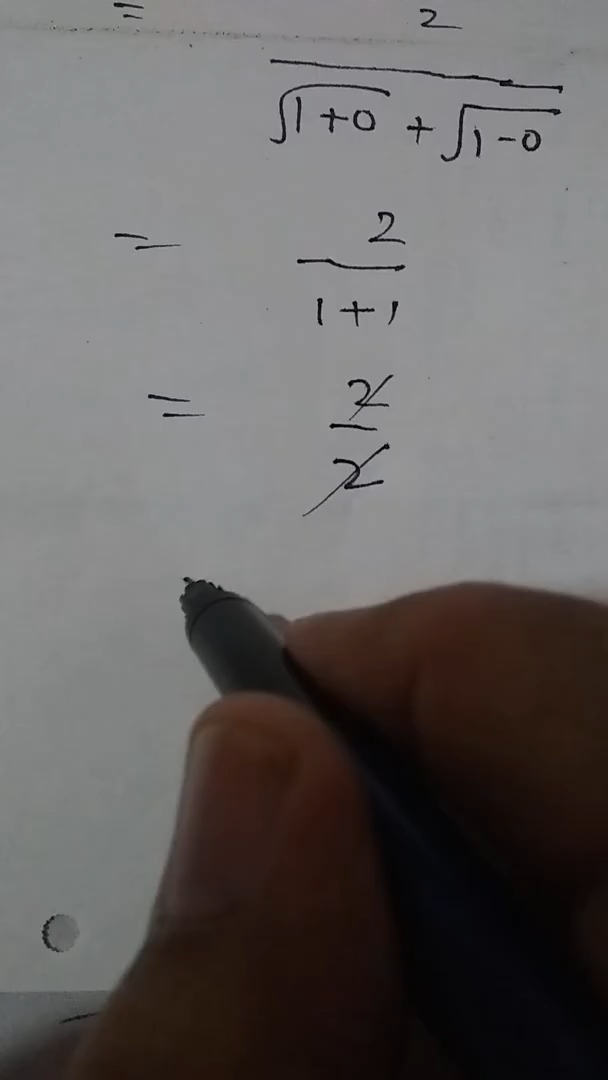 = 2 / (√1+0 + √1-0)
= 2 / 1+1
= 2 / 2